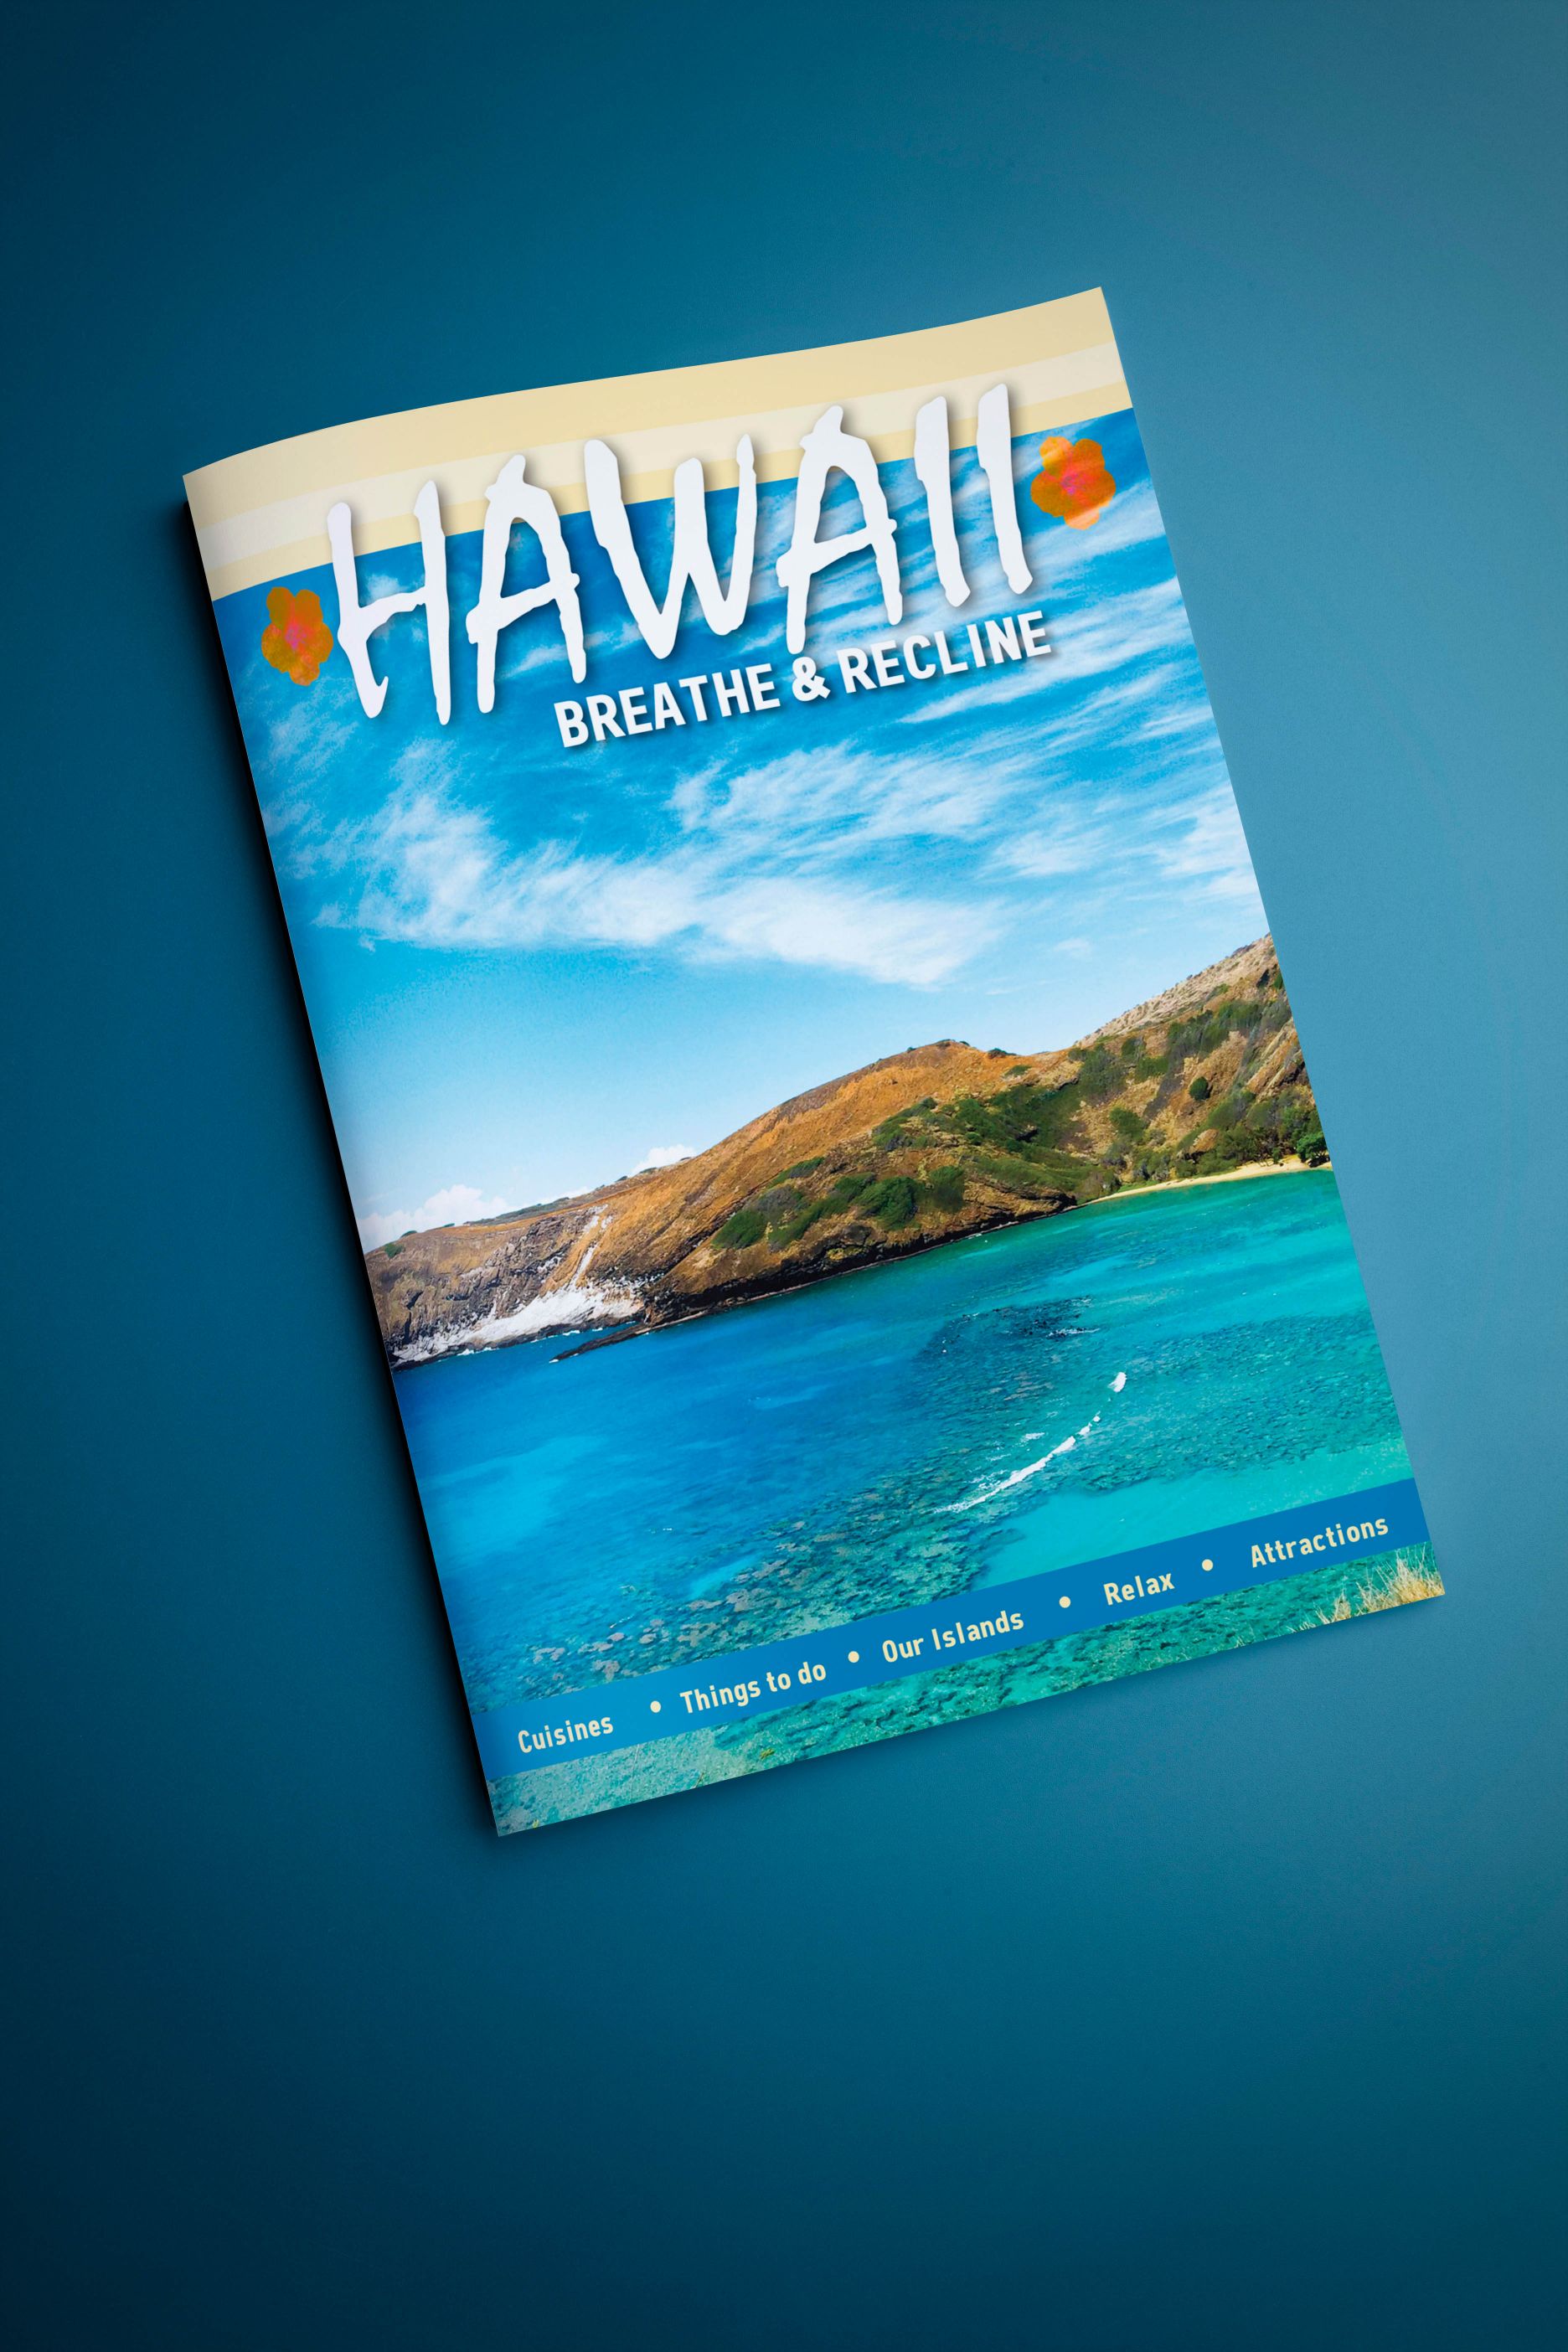 HAWAII
BREATHE & RECLINE
Cuisines • Things to do • Our Islands • Relax • Attractions